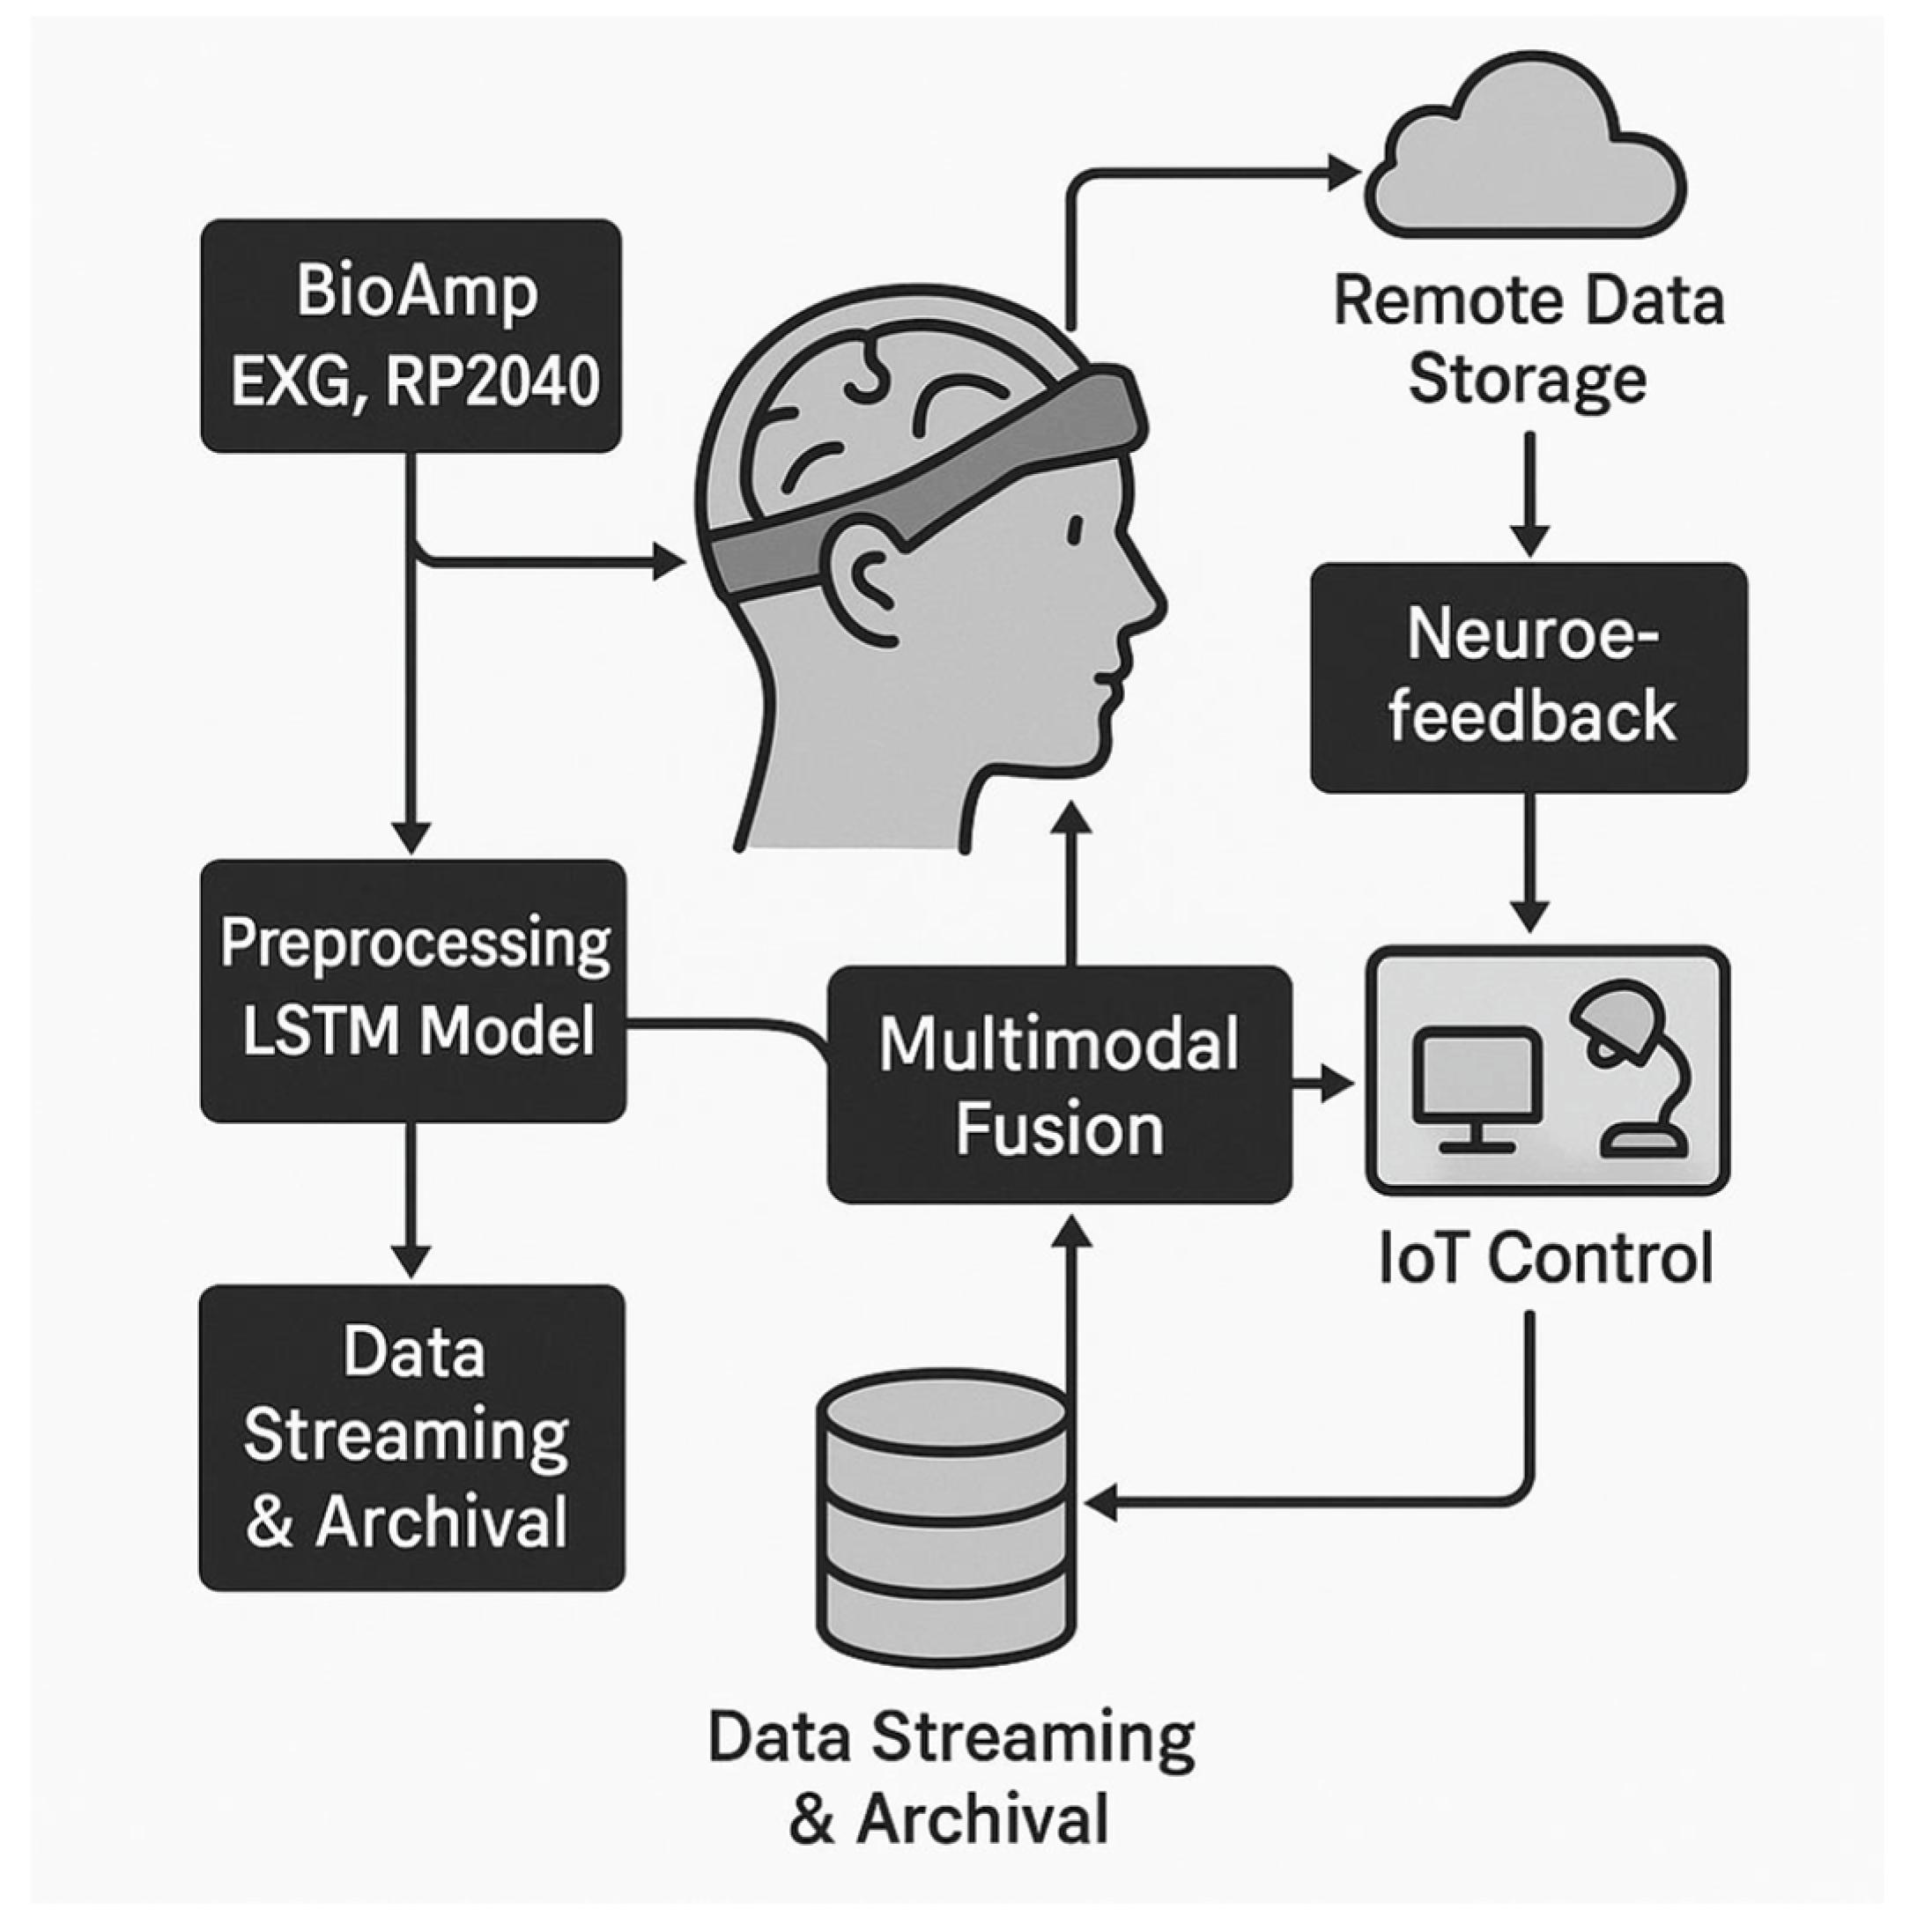 BioAmp
EXG, RP2040
Remote Data
Storage
Neuroe-
feedback
Preprocessing
LSTM Model
Multimodal
Fusion
IoT Control
Data
Streaming
& Archival
Data Streaming
& Archival